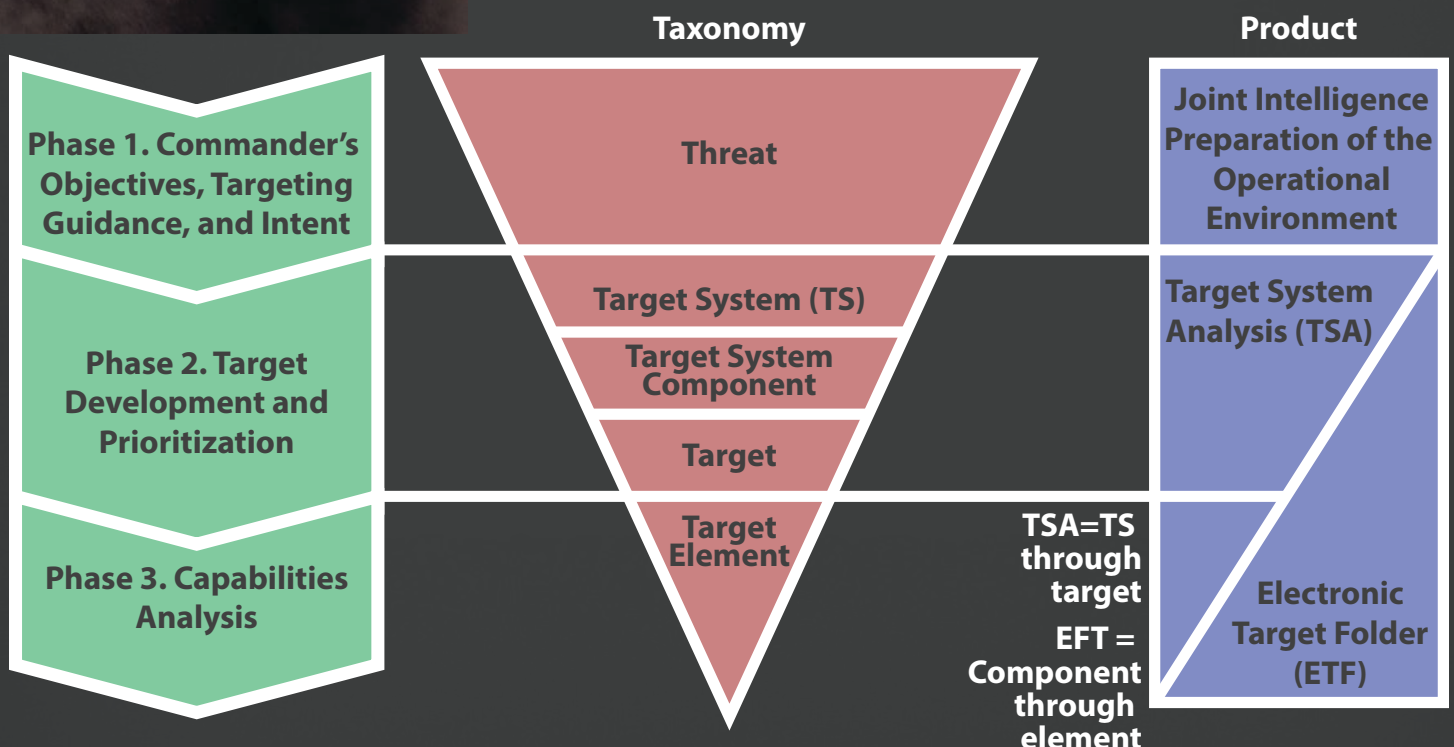 Taxonomy
Product
Phase 1. Commander's
Objectives, Targeting
Guidance, and Intent
Threat
Joint Intelligence
Preparation of the
Operational
Environment
Phase 2. Target
Development and
Prioritization
Target System (TS)
Target System
Component
Target
Target System
Analysis (TSA)
Phase 3. Capabilities
Analysis
Target
Element
TSA=TS
through
target
EFT =
Component
through
element
Electronic
Target Folder
(ETF)